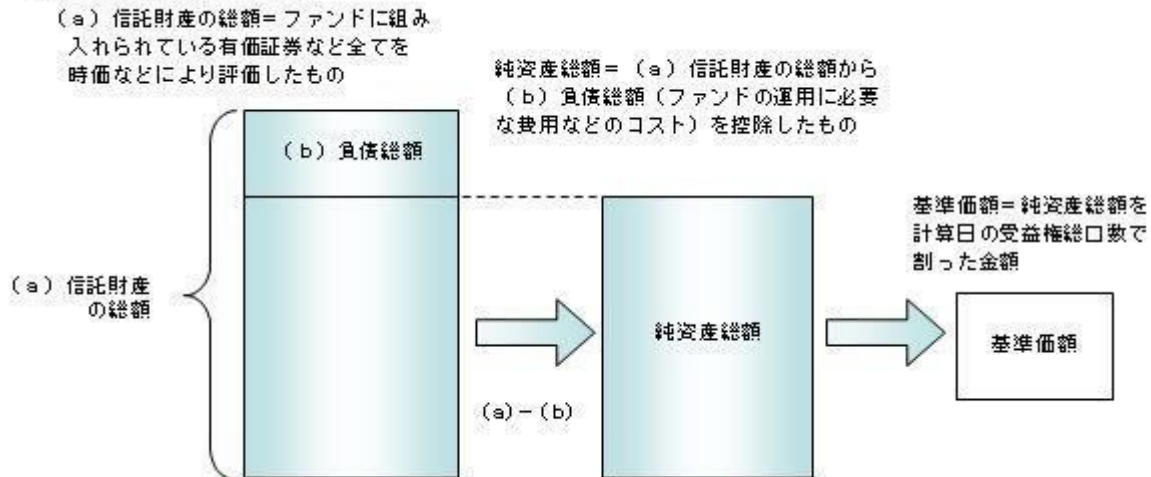 (a) 信託財産の総額=ファンドに組み
入れられている有価証券など全てを
時価などにより評価したもの
純資産総額=(a)信託財産の総額から
(b)負債総額(ファンドの運用に必要
な費用などのコスト)を控除したもの
(b)負債総額
基準価額=純資産総額を
計算日の受益権総口数で
割った金額
(a)信託財産
の総額
純資産総額
基準価額
(a)-(b)